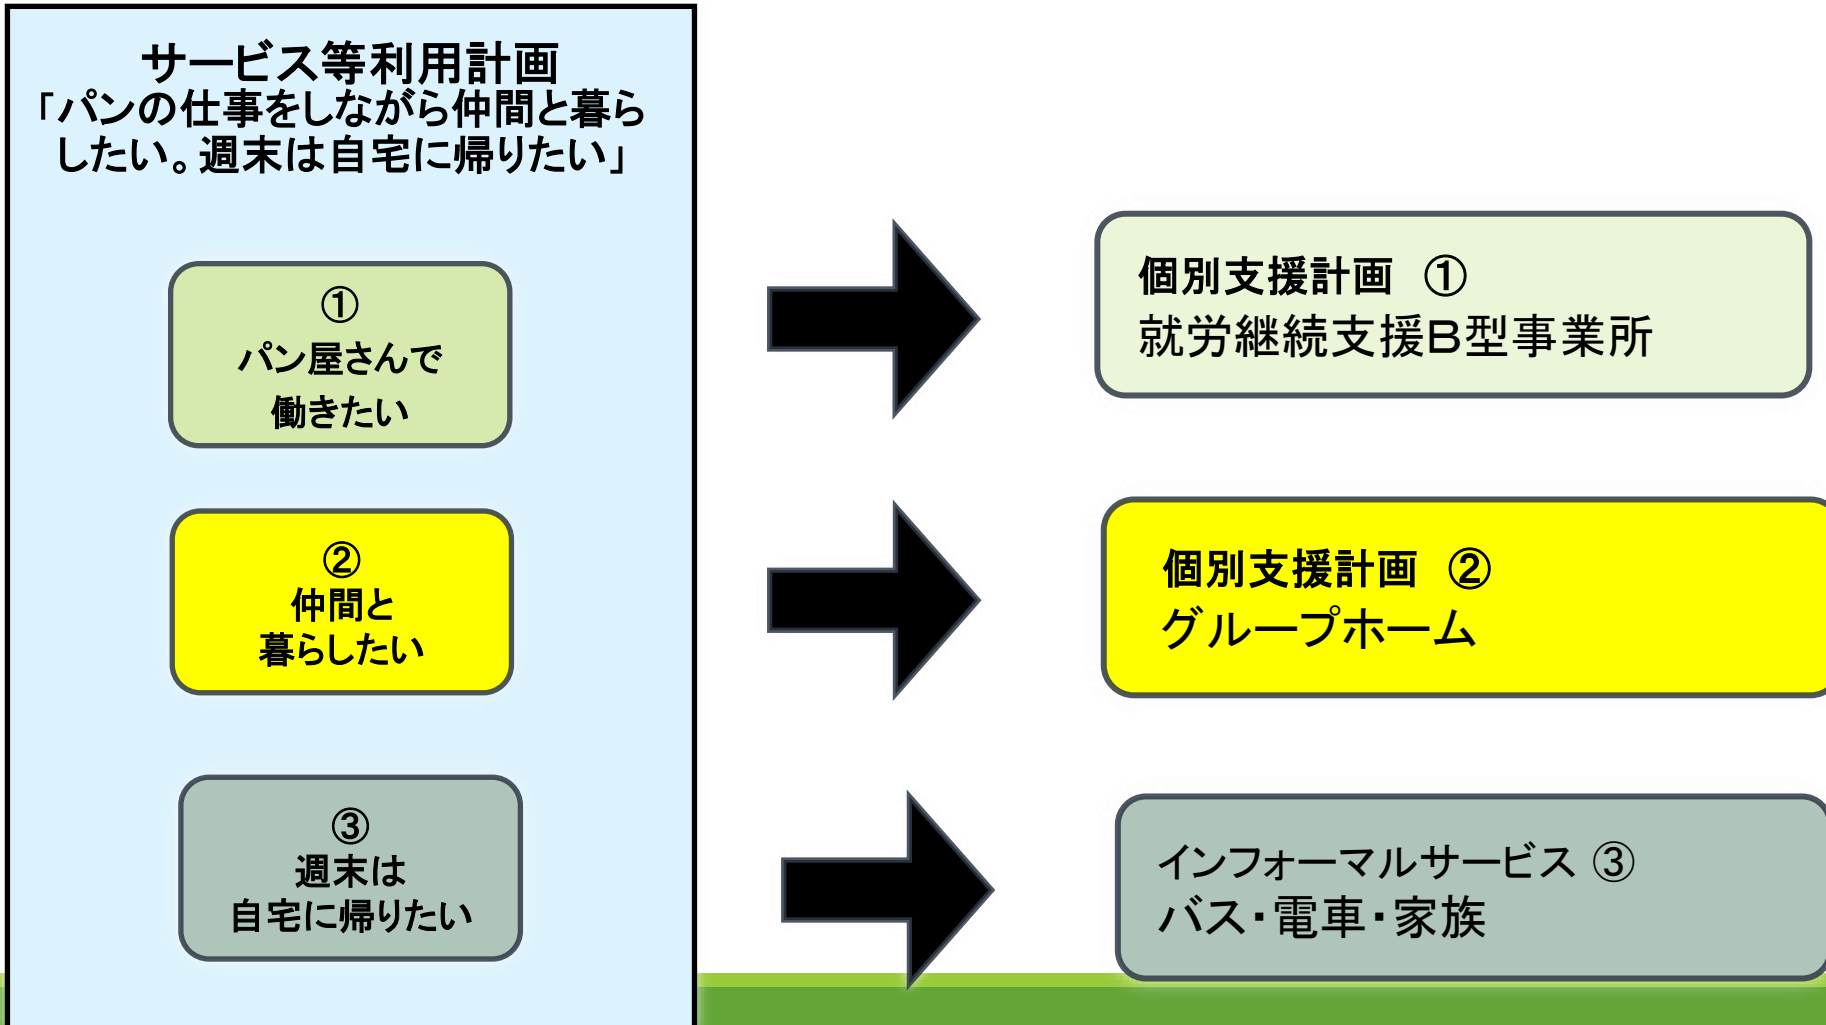 サービス等利用計画
「パンの仕事をしながら仲間と暮ら
したい。週末は自宅に帰りたい」
①
パン屋さんで
働きたい
個別支援計画　①
就労継続支援Ｂ型事業所
②
仲間と
暮らしたい
個別支援計画　②
グループホーム
③
週末は
自宅に帰りたい
インフォーマルサービス ③
バス・電車・家族